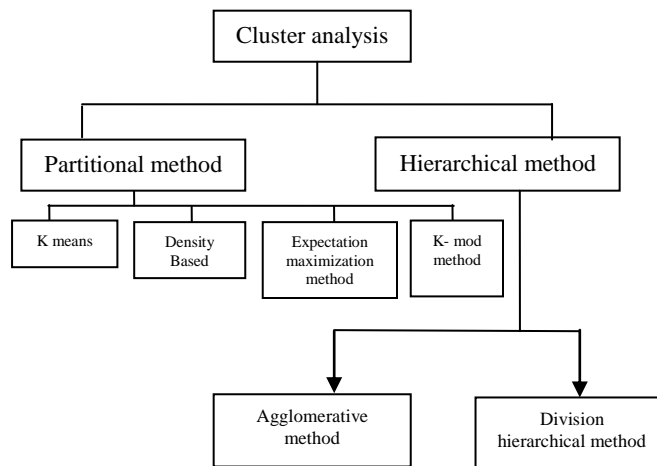 Cluster analysis
Partitional method
Hierarchical method
K means
Density
Based
Expectation
maximization
method
K- mod
method
Agglomerative
method
Division
hierarchical method